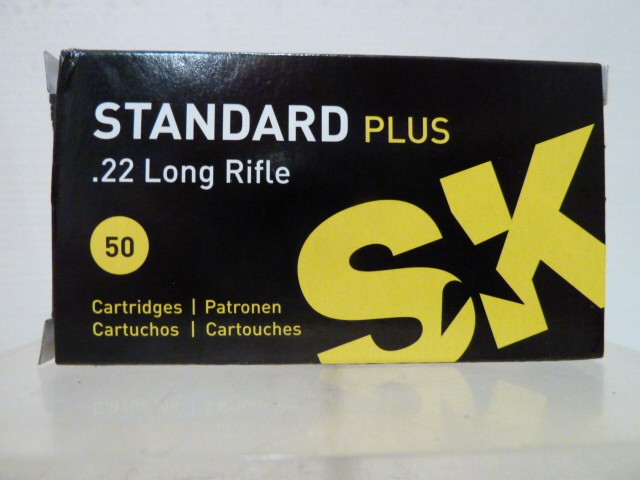 STANDARD PLUS
.22 Long Rifle
50
SK
Cartridges | Patronen
Cartuchos | Cartouches